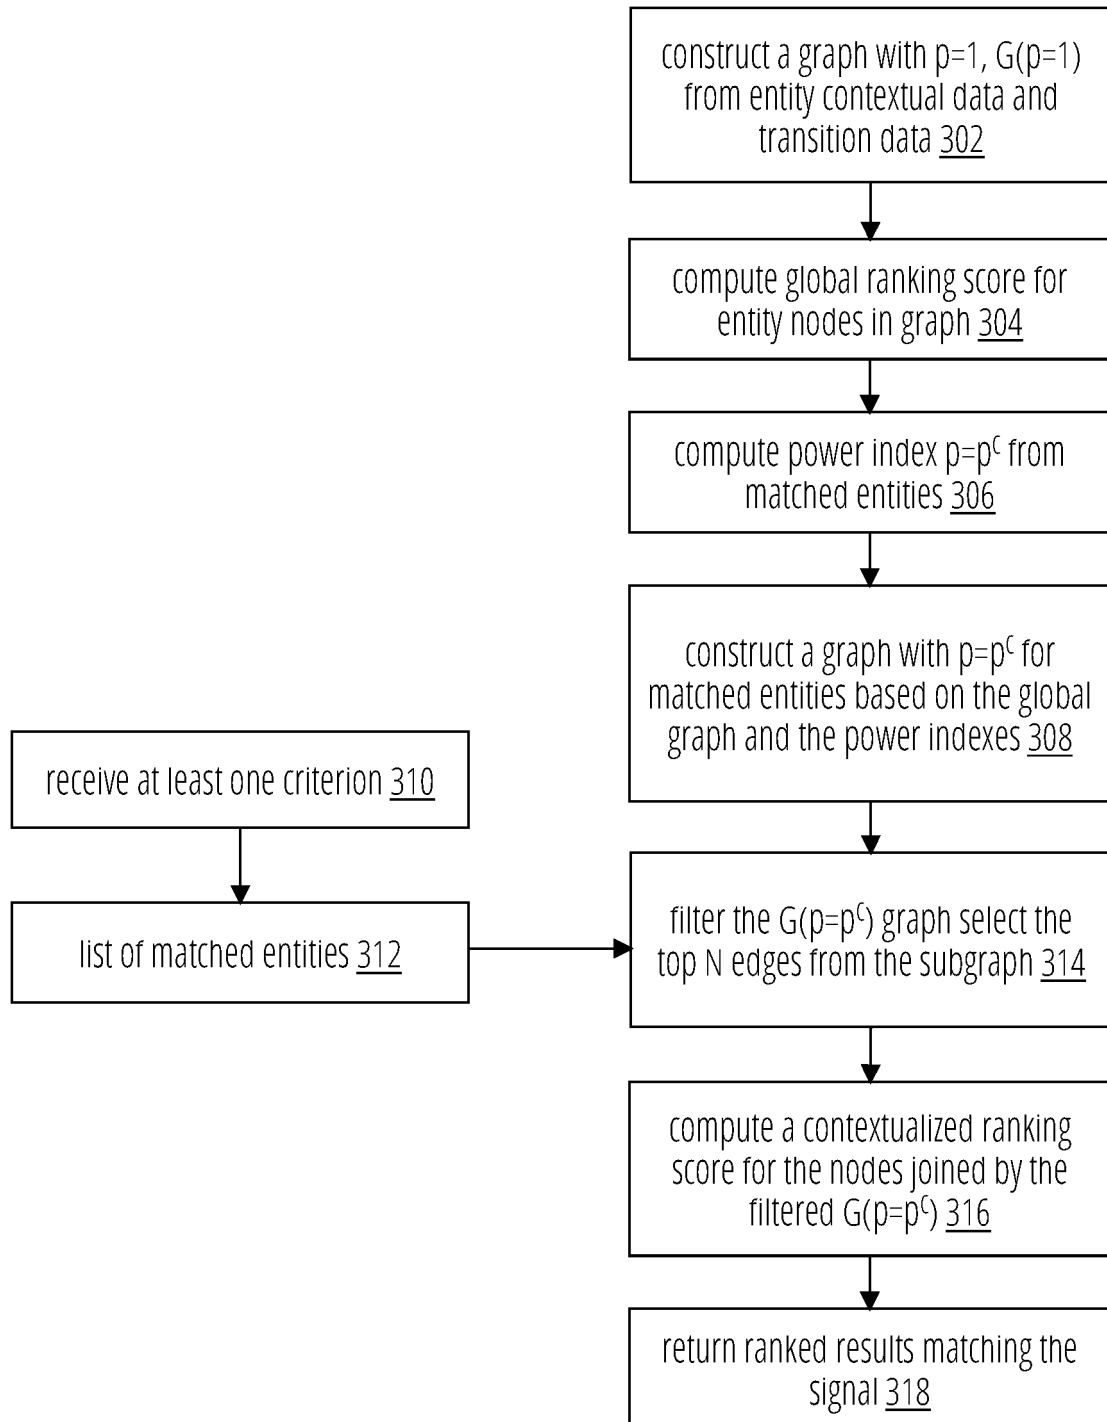 construct a graph with p=1, G(p=1)
from entity contextual data and
transition data 302
compute global ranking score for
entity nodes in graph 304
compute power index p=pᶜ from
matched entities 306
construct a graph with p=pᶜ for
matched entities based on the global
graph and the power indexes 308
receive at least one criterion 310
list of matched entities 312
filter the G(p=pᶜ) graph select the
top N edges from the subgraph 314
compute a contextualized ranking
score for the nodes joined by the
filtered G(p=pᶜ) 316
return ranked results matching the
signal 318